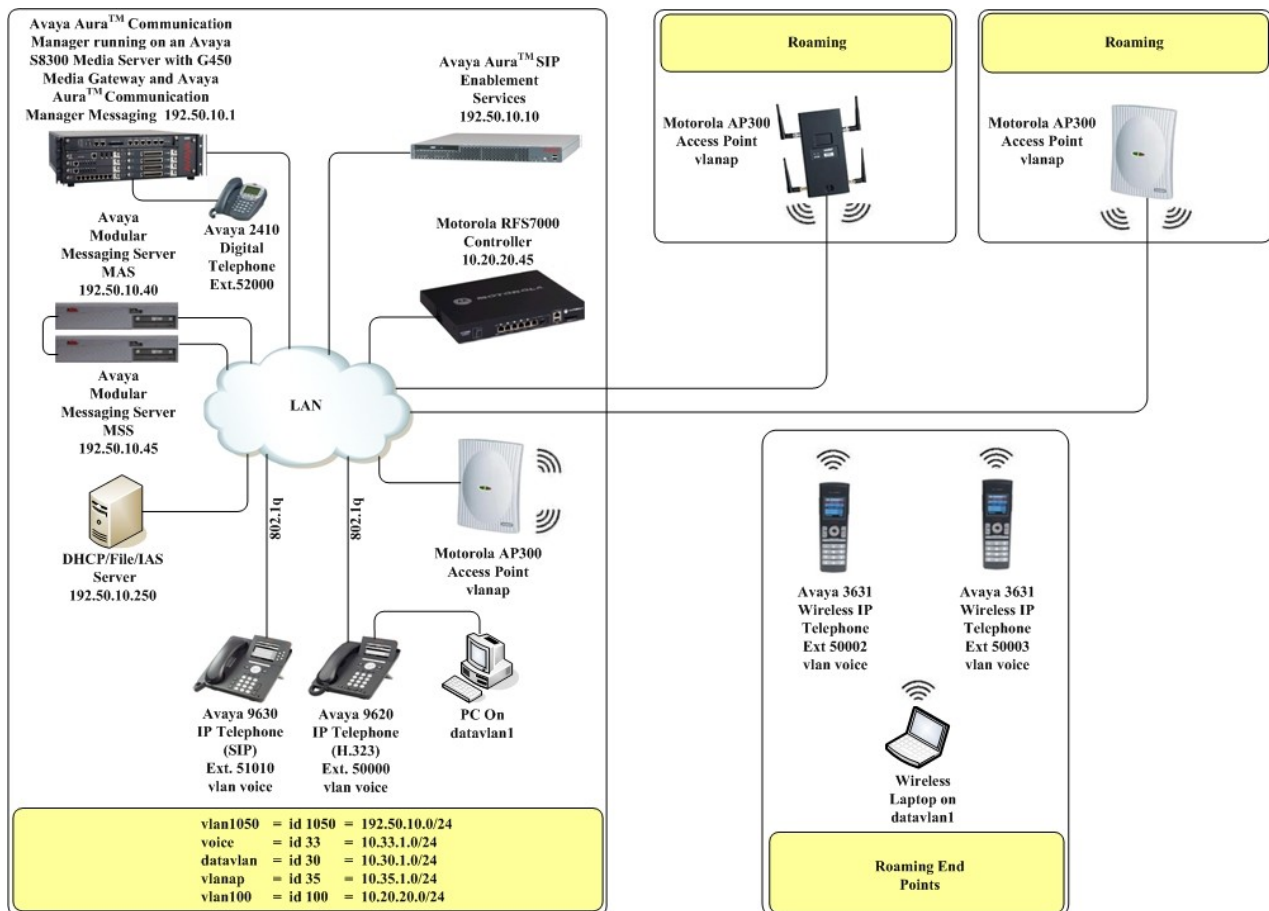 Avaya Aura™ Communication
Manager running on an Avaya
S8300 Media Server with G450
Media Gateway and Avaya
Aura™ Communication
Manager Messaging 192.50.10.1
Avaya Aura™ SIP
Enablement
Services
192.50.10.10
Avaya 2410
Digital
Telephone
Ext.52000
Avaya
Modular
Messaging Server
MAS
192.50.10.40
Motorola RFS7000
Controller
10.20.20.45
MOTOROLA
Avaya
Modular
Messaging Server
MSS
192.50.10.45
LAN
DHCP/File/IAS
Server
192.50.10.250
802.1q
802.1q
Motorola AP300
Access Point
vlanap
Avaya 9630
IP Telephone
(SIP)
Ext. 51010
vlan voice
Avaya 9620
IP Telephone
(H.323)
Ext. 50000
vlan voice
PC On
datavlan1
vlan1050 = id 1050 = 192.50.10.0/24
voice = id 33 = 10.33.1.0/24
datavlan = id 30 = 10.30.1.0/24
vlanap = id 35 = 10.35.1.0/24
vlan100 = id 100 = 10.20.20.0/24
Roaming
Motorola AP300
Access Point
vlanap
Roaming
Motorola AP300
Access Point
vlanap
Avaya 3631
Wireless IP
Telephone
Ext 50002
vlan voice
Avaya 3631
Wireless IP
Telephone
Ext 50003
vlan voice
Wireless
Laptop on
datavlan1
Roaming End
Points